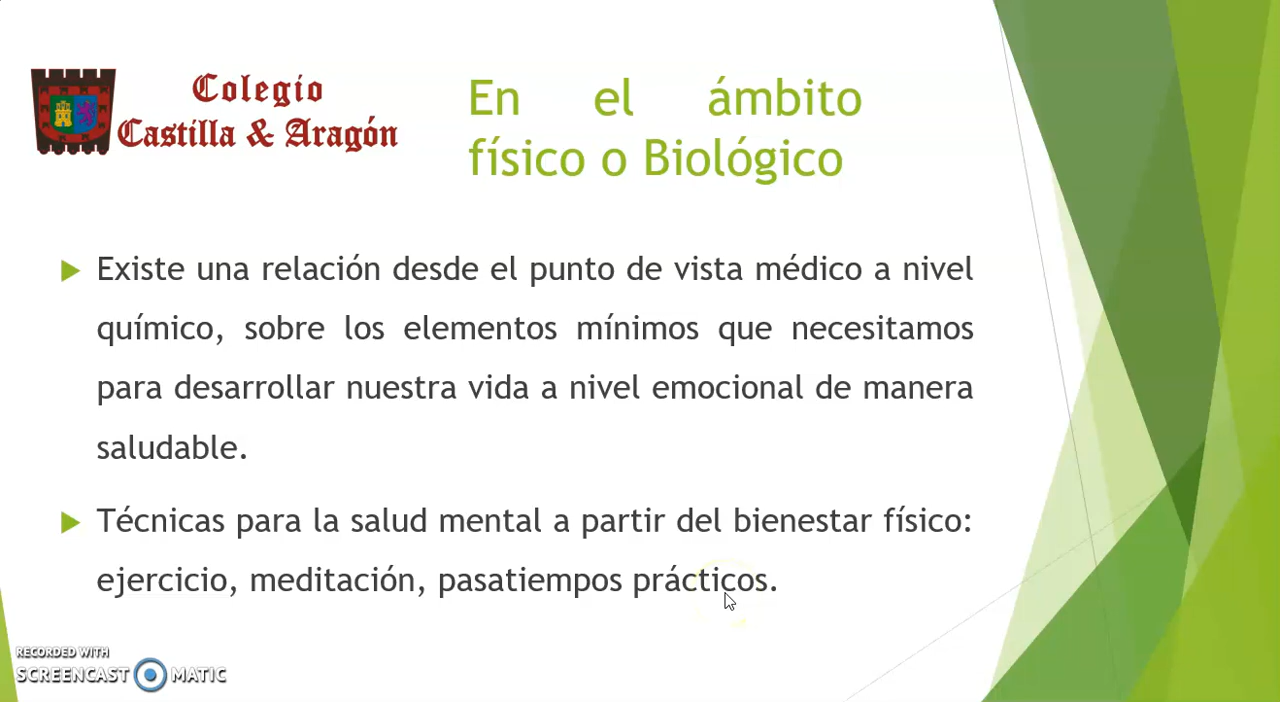 Colegio
Castilla & Aragón
En el ámbito
físico o Biológico
Existe una relación desde el punto de vista médico a nivel
químico, sobre los elementos mínimos que necesitamos
para desarrollar nuestra vida a nivel emocional de manera
saludable.
Técnicas para la salud mental a partir del bienestar físico:
ejercicio, meditación, pasatiempos prácticos.
RECORDED WITH
SCREENCAST MATIC